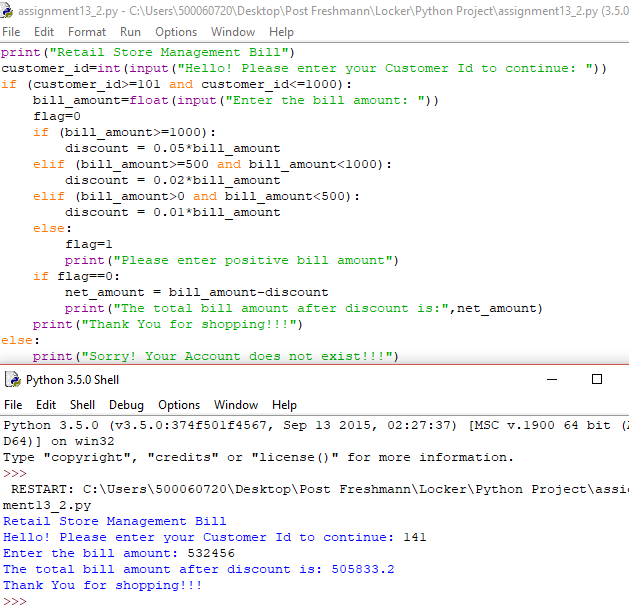 assignment13_2.py - C:\Users\500060720\Desktop\Post Freshmann\Locker\Python Project\assignment13_2.py (3.5.0
File Edit Format Run Options Window Help
print("Retail Store Management Bill")
customer_id=int(input("Hello! Please enter your Customer Id to continue: "))
if (customer_id>=101 and customer_id<=1000):
    bill_amount=float(input("Enter the bill amount: "))
    flag=0
    if (bill_amount>=1000):
        discount = 0.05*bill_amount
    elif (bill_amount>=500 and bill_amount<1000):
        discount = 0.02*bill_amount
    elif (bill_amount>0 and bill_amount<500):
        discount = 0.01*bill_amount
    else:
        flag=1
        print("Please enter positive bill amount")
    if flag==0:
        net_amount = bill_amount-discount
        print("The total bill amount after discount is:",net_amount)
    print("Thank You for shopping!!!")
else:
    print("Sorry! Your Account does not exist!!!")
Python 3.5.0 Shell
File Edit Shell Debug Options Window Help
Python 3.5.0 (v3.5.0:374f501f4567, Sep 13 2015, 02:27:37) [MSC v.1900 64 bit (
D64)] on win32
Type "copyright", "credits" or "license()" for more information.
>>>
 RESTART: C:\Users\500060720\Desktop\Post Freshmann\Locker\Python Project\assig
ment13_2.py
Retail Store Management Bill
Hello! Please enter your Customer Id to continue: 141
Enter the bill amount: 532456
The total bill amount after discount is: 505833.2
Thank You for shopping!!!
>>>